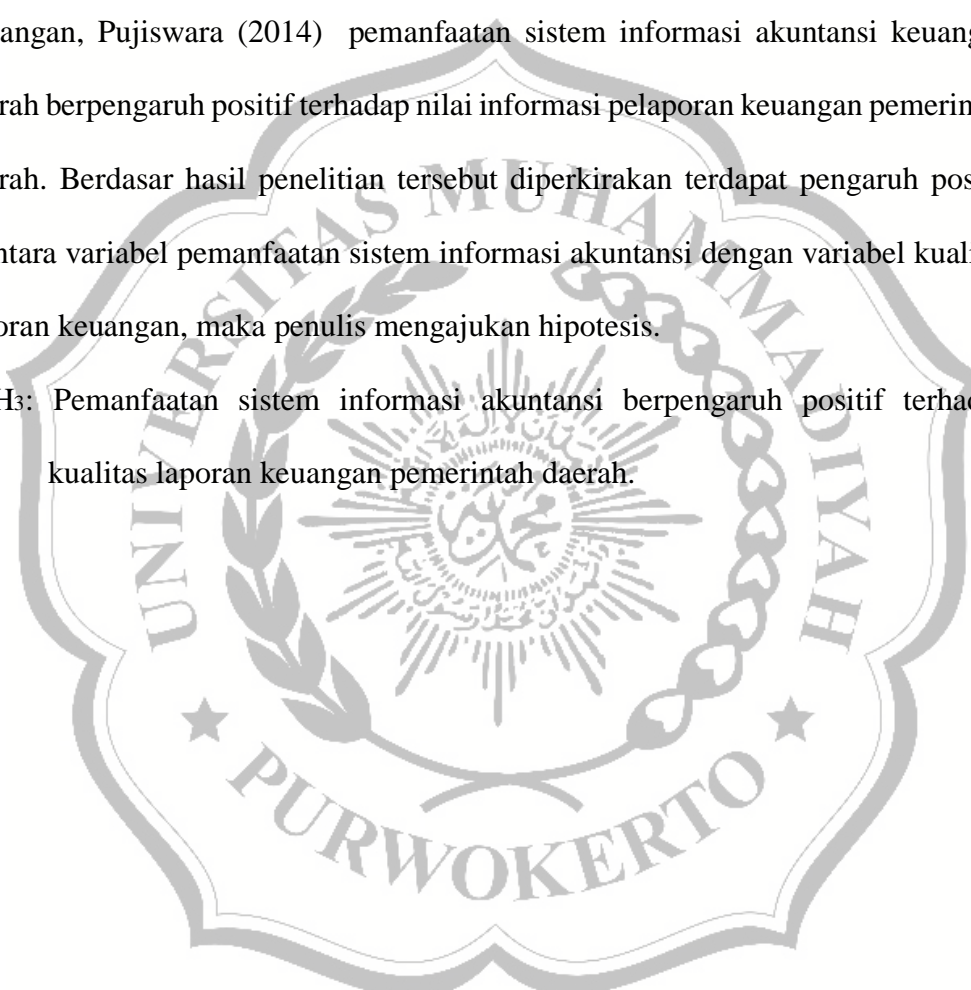 angan, Pujiswara (2014) pemanfaatan sistem informasi akuntansi keuang
rah berpengaruh positif terhadap nilai informasi pelaporan keuangan pemerin
rah. Berdasar hasil penelitian tersebut diperkirakan terdapat pengaruh pos
ntara variabel pemanfaatan sistem informasi akuntansi dengan variabel kuali
oran keuangan, maka penulis mengajukan hipotesis.
H3: Pemanfaatan sistem informasi akuntansi berpengaruh positif terhad
kualitas laporan keuangan pemerintah daerah.
UNIVERSITAS MUHAMMADIYAH
PURWOKERTO